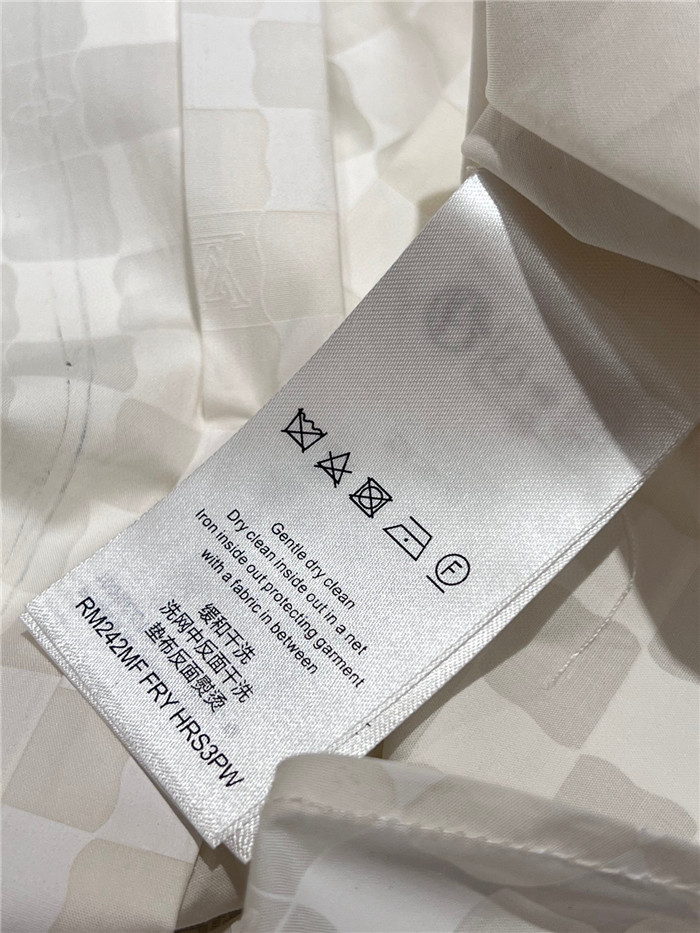 F
Gentle dry clean
Dry clean inside out in a net
Iron inside out protecting garment
with a fabric in between
缓和干洗
洗网中反面干洗
垫布反面熨烫
RM242MF FRY HRS3PW